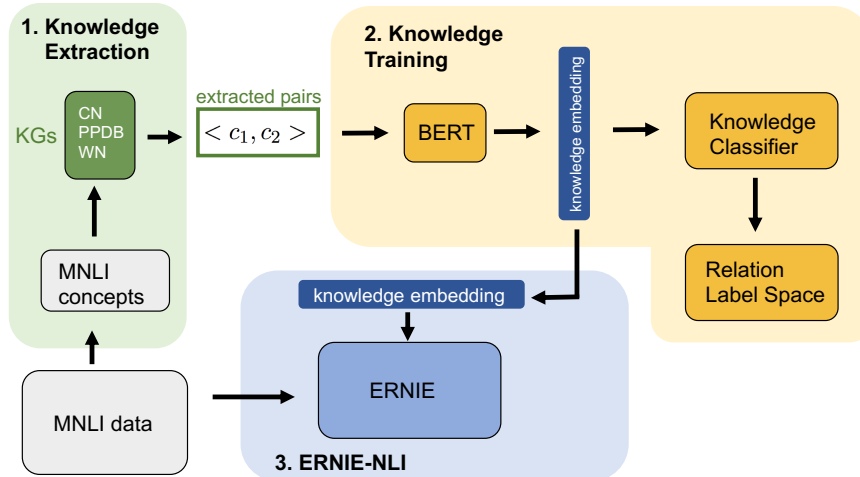 1. Knowledge
Extraction
KGs
CN
PPDB
WN
extracted pairs
< c₁, c₂ >
MNLI
concepts
MNLI data
2. Knowledge
Training
BERT
knowledge embedding
Knowledge
Classifier
Relation
Label Space
knowledge embedding
ERNIE
3. ERNIE-NLI